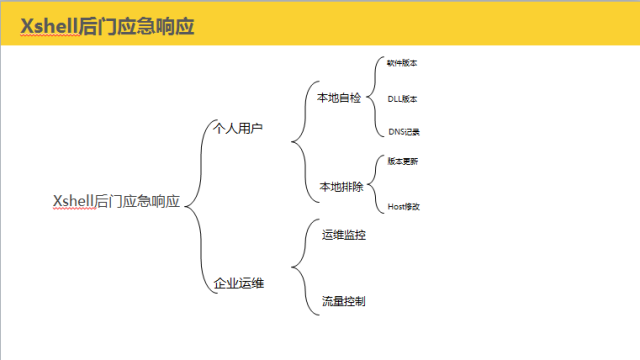 Xshell后门应急响应
Xshell后门应急响应
个人用户
本地自检
软件版本
DLL版本
DNS记录
本地排除
版本更新
Host修改
企业运维
运维监控
流量控制